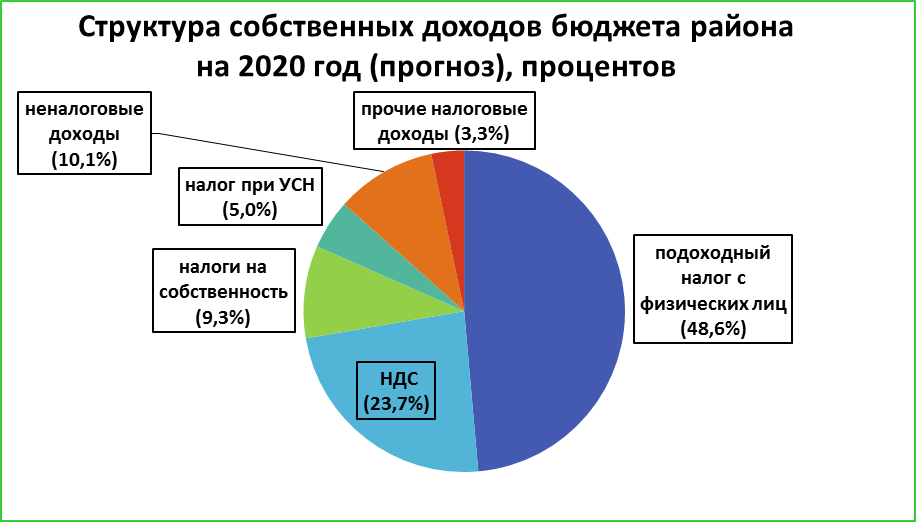 Структура собственных доходов бюджета района
на 2020 год (прогноз), процентов
неналоговые
доходы
(10,1%)
прочие налоговые
доходы (3,3%)
налог при УСН
(5,0%)
налоги на
собственность
(9,3%)
подоходный
налог с
физических лиц
(48,6%)
НДС
(23,7%)